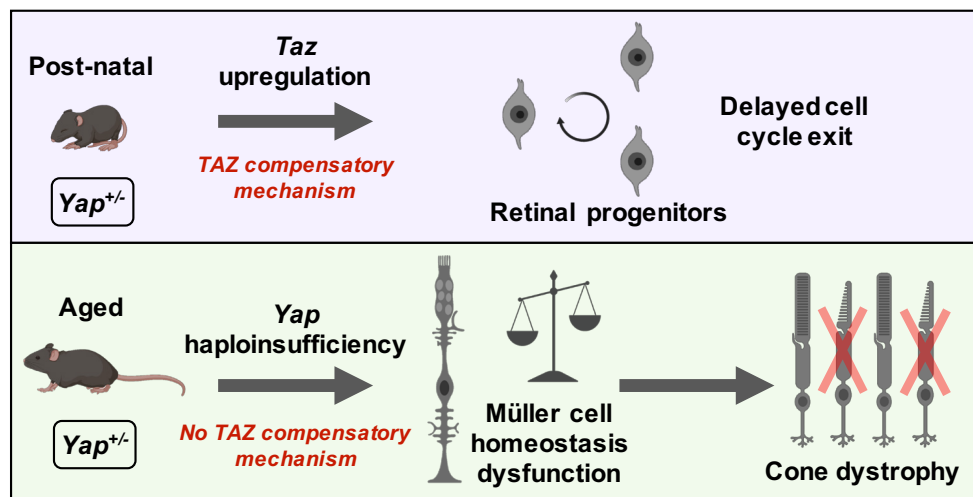 Post-natal
Yap+/-
Taz
upregulation
TAZ compensatory
mechanism
Retinal progenitors
Delayed cell
cycle exit
Aged
Yap+/-
Yap
haploinsufficiency
No TAZ compensatory
mechanism
Müller cell
homeostasis
dysfunction
Cone dystrophy